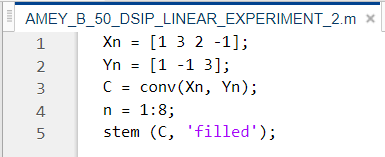 AMEY_B_50_DSIP_LINEAR_EXPERIMENT_2.m ×
1 Xn = [1 3 2 -1];
2 Yn = [1 -1 3];
3 C = conv(Xn, Yn);
4 n = 1:8;
5 stem (C, 'filled');